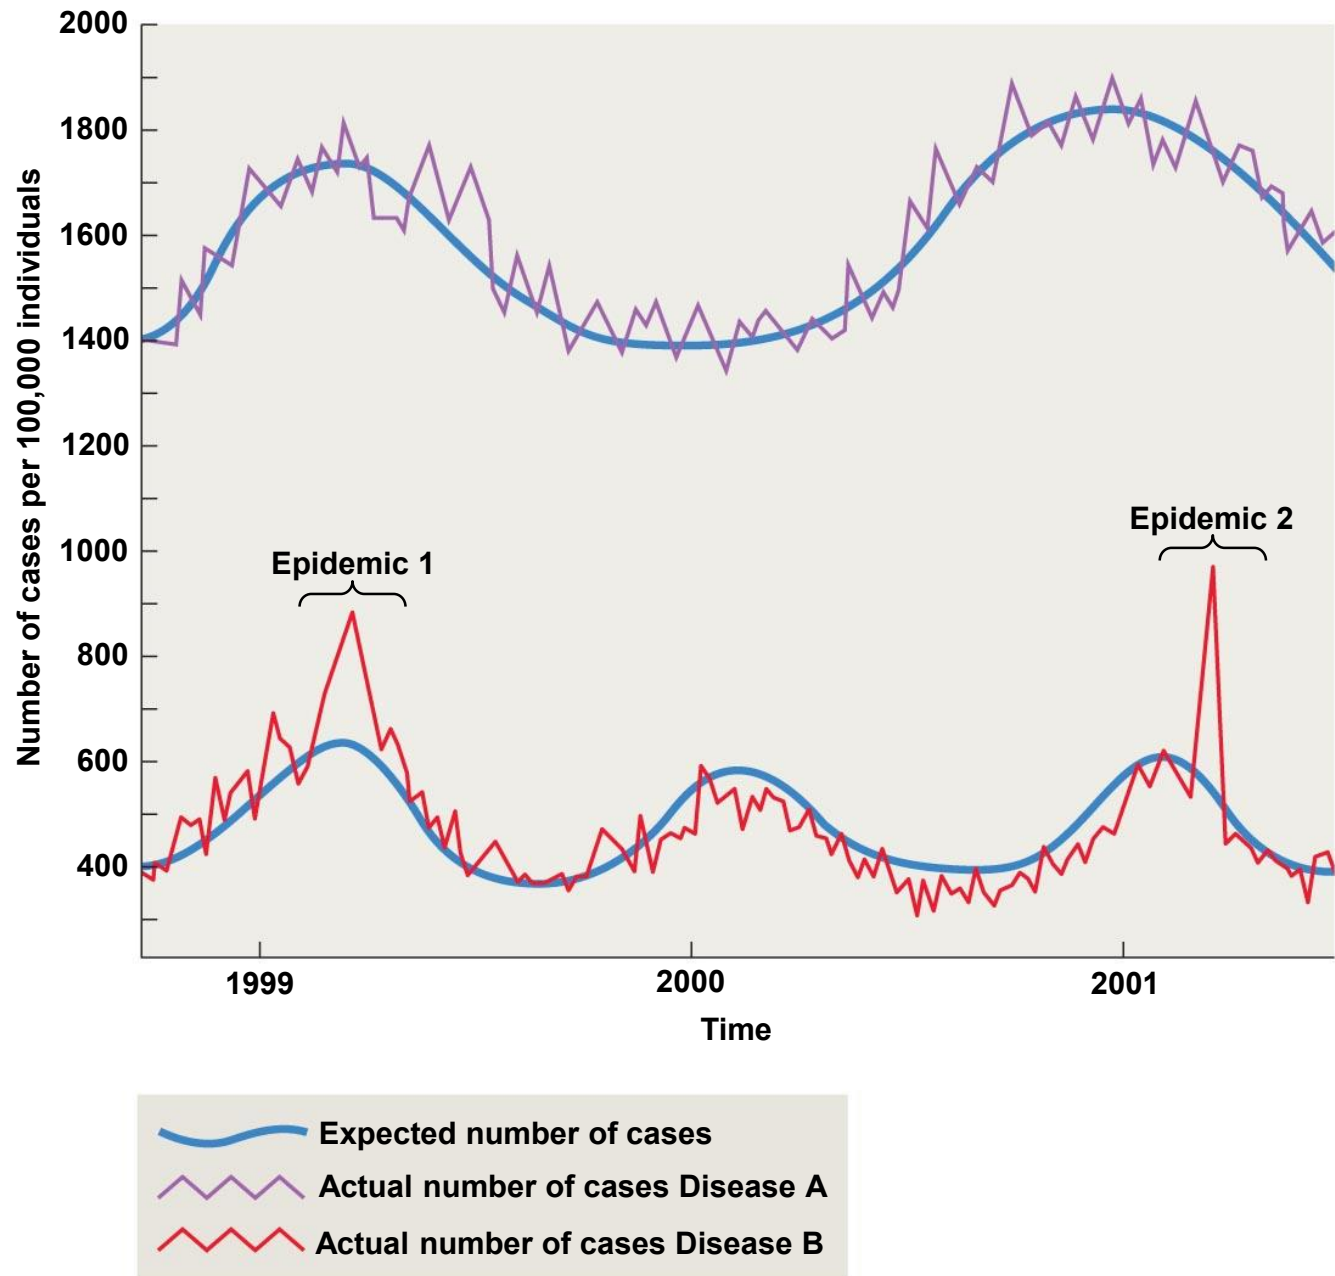 2000
1800
1600
1400
1200
1000
800
600
400
Number of cases per 100,000 individuals
Epidemic 1
Epidemic 2
1999
2000
2001
Time
Expected number of cases
Actual number of cases Disease A
Actual number of cases Disease B